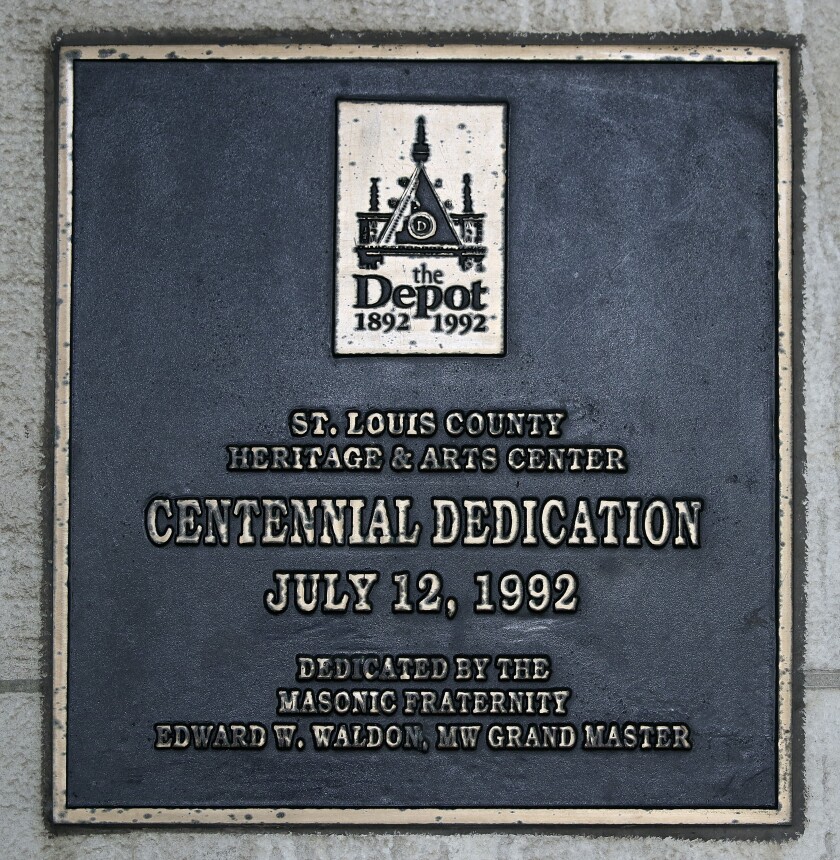 D
the
Depot
1892 1992
ST. LOUIS COUNTY
HERITAGE & ARTS CENTER
CENTENNIAL DEDICATION
JULY 12, 1992
DEDICATED BY THE
MASONIC FRATERNITY
EDWARD W. WALDON, MW GRAND MASTER